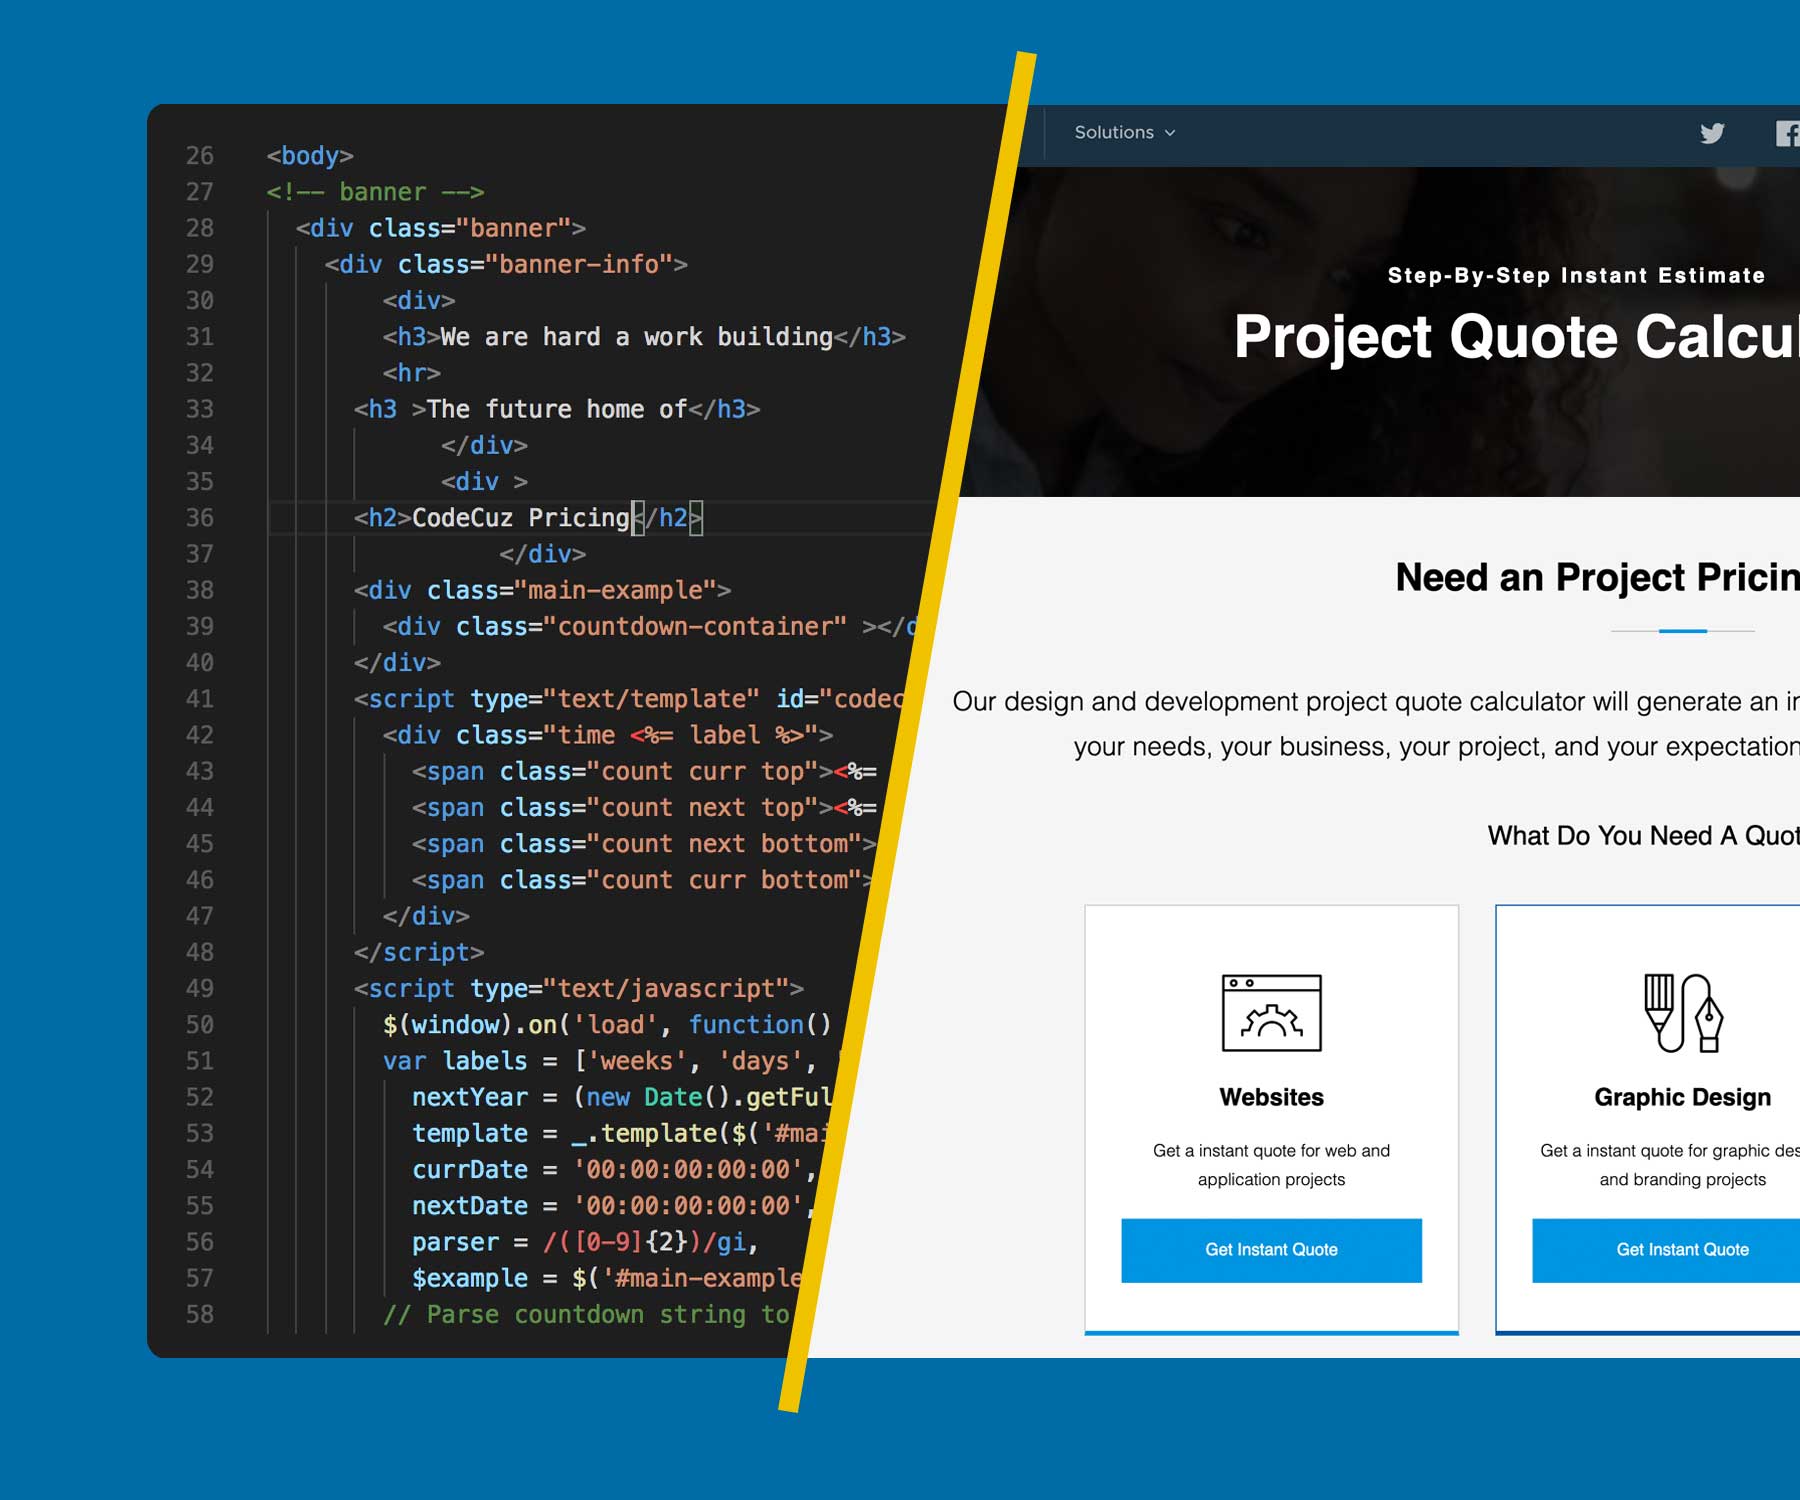 26 <body>
27 <!-- banner -->
28 <div class="banner">
29 <div class="banner-info">
30 <div>
31 <h3>We are hard a work building</h3>
32 <hr>
33 <h3 >The future home of</h3>
34 </div>
35 <div >
36 <h2>CodeCuz Pricing</h2>
37 </div>
38 <div class="main-example">
39 <div class="countdown-container" ></
40 </div>
41 <script type="text/template" id="codec
42 <div class="time <%= label %>">
43 <span class="count curr top"><%=
44 <span class="count next top"><%=
45 <span class="count next bottom">
46 <span class="count curr bottom">
47 </div>
48 </script>
49 <script type="text/javascript">
50 $(window).on('load', function()
51 var labels = ['weeks', 'days',
52 nextYear = (new Date().getFul
53 template = _.template($('#mai
54 currDate = '00:00:00:00:00',
55 nextDate = '00:00:00:00:00',
56 parser = /([0-9]{2})/gi,
57 $example = $('#main-example
58 // Parse countdown string to
Solutions
Step-By-Step Instant Estimate
Project Quote Calcul
Need an Project Pricin
Our design and development project quote calculator will generate an in
your needs, your business, your project, and your expectation
What Do You Need A Quot
Websites
Get a instant quote for web and
application projects
Get Instant Quote
Graphic Design
Get a instant quote for graphic des
and branding projects
Get Instant Quote